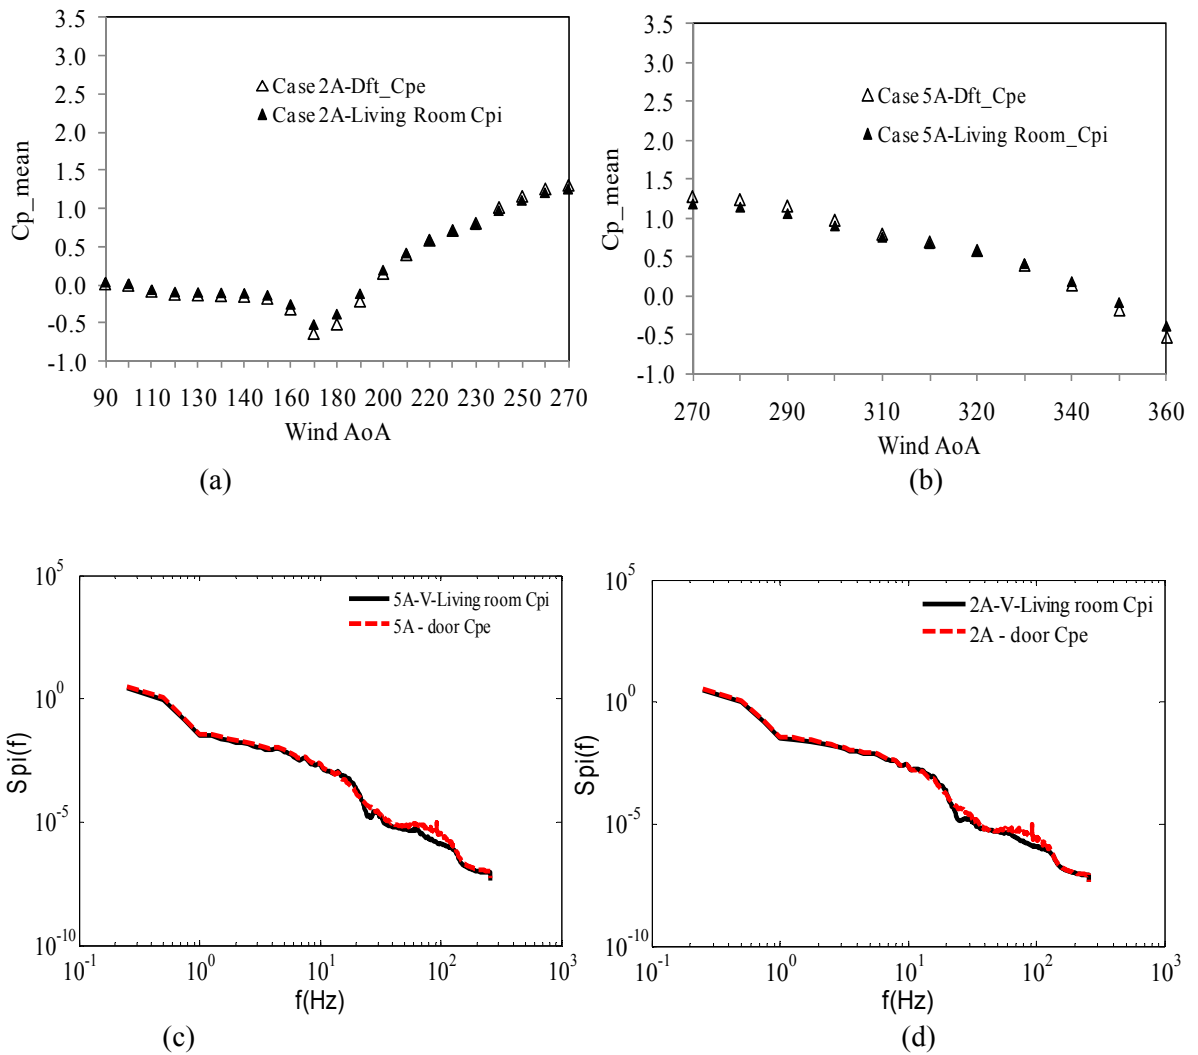 3.5
3.0
2.5
2.0
1.5
1.0
0.5
0.0
-0.5
-1.0
Cp_mean
Case 2A-Dft_Cpe
Case 2A-Living Room Cpi
90 110 130 140 160 180 200 220 230 250 270
Wind AoA
(a)
3.5
3.0
2.5
2.0
1.5
1.0
0.5
0.0
-0.5
-1.0
Cp_mean
Case 5A-Dft_Cpe
Case 5A-Living Room_Cpi
270 290 310 320 340 360
Wind AoA
(b)
10^5
10^0
10^-5
10^-10
Spi(f)
5A-V-Living room Cpi
5A - door Cpe
10^-1 10^0 10^1 10^2 10^3
f(Hz)
(c)
10^5
10^0
10^-5
10^-10
Spi(f)
2A-V-Living room Cpi
2A - door Cpe
10^-1 10^0 10^1 10^2 10^3
f(Hz)
(d)